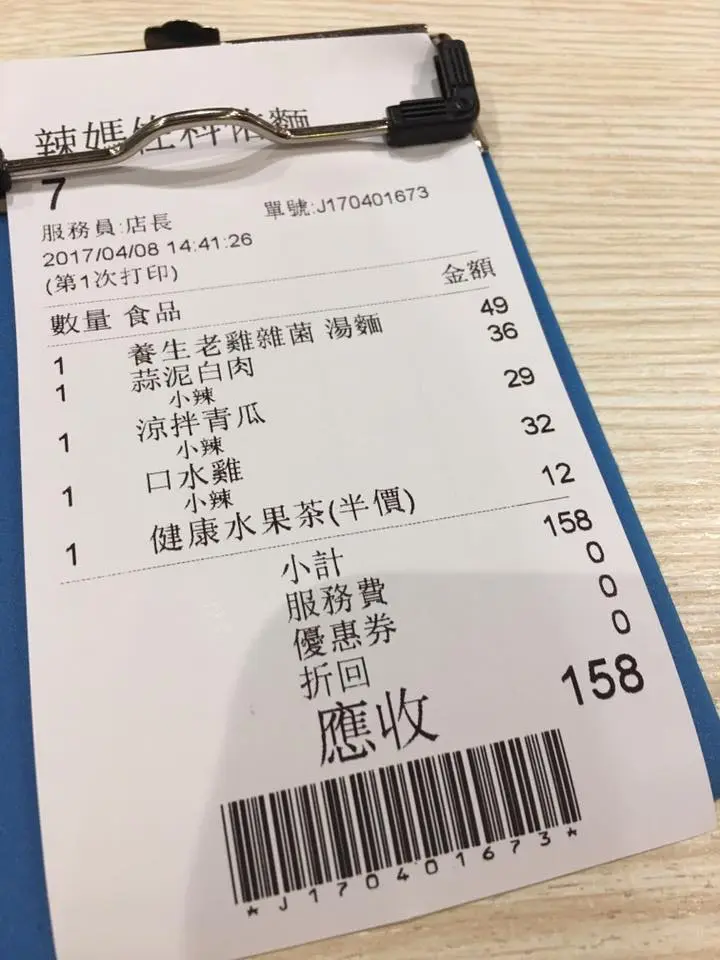 辣媽
麵
7
服務員:店長 單號:J170401673
2017/04/08 14:41:26
(第1次打印)
數量 食品 金額
1 養生老雞雜菌 湯麵 49
1 蒜泥白肉 36
小辣
1 涼拌青瓜 29
小辣
1 口水雞 32
小辣
1 健康水果茶(半價) 12
小計 158
服務費 0
優惠券 0
折回 0
應收 158
*J170401673*